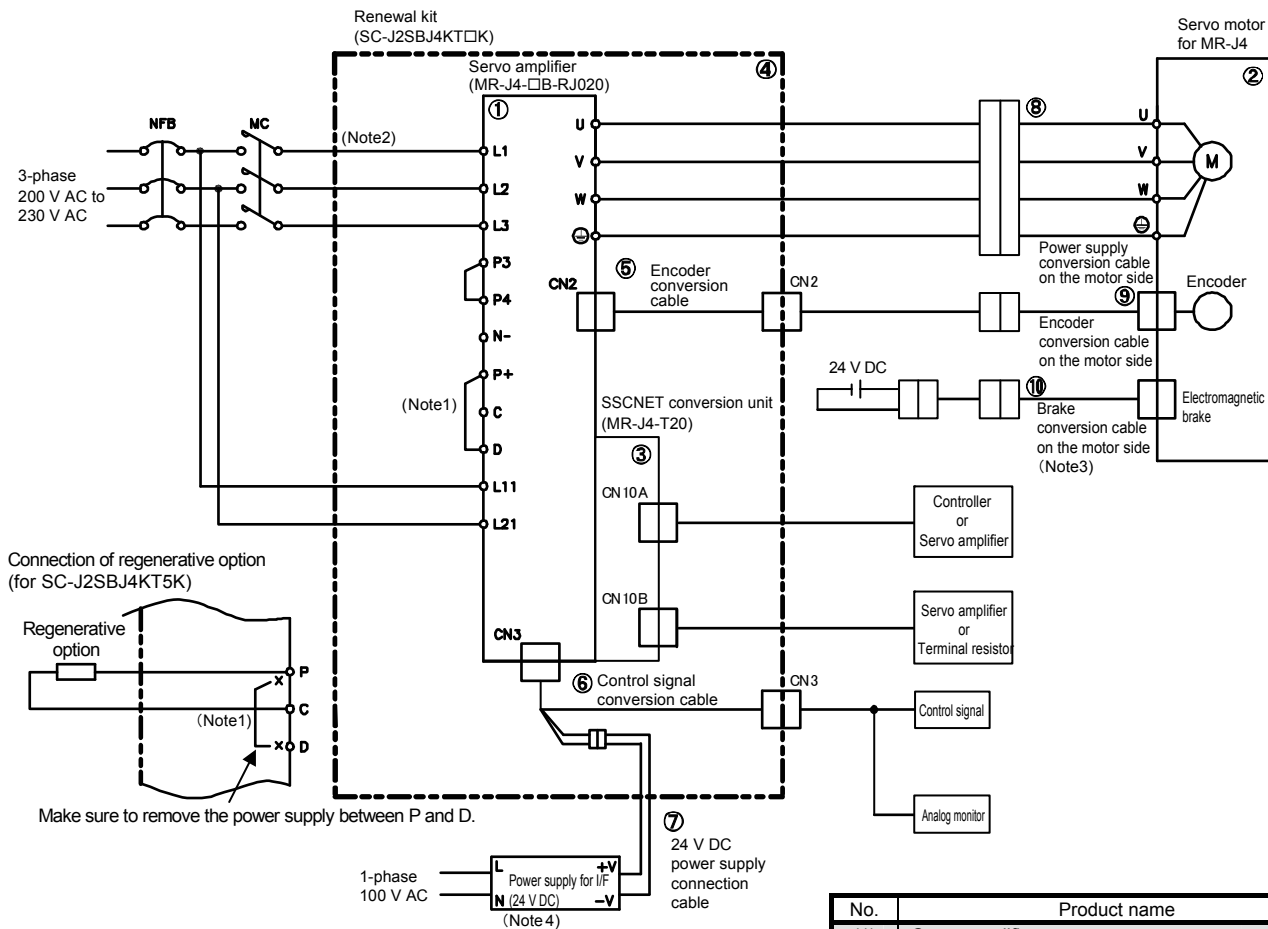 Renewal kit
(SC-J2SBJ4KT□K)
Servo motor
for MR-J4
Servo amplifier
(MR-J4-□B-RJ020)
④
②
①
⑧
NFB
MC
(Note2)
U
V
W
L1
L2
L3
U
V
W
M
3-phase
200 V AC to
230 V AC
P3
P4
N-
P+
C
D
L11
L21
(Note1)
CN2
⑤
Encoder
conversion
cable
CN2
Power supply
conversion cable
on the motor side
⑨
Encoder
Encoder
conversion cable
on the motor side
24 V DC
⑩
Brake
conversion cable
on the motor side
(Note3)
Electromagnetic
brake
SSCNET conversion unit
(MR-J4-T20)
③
CN10A
Controller
or
Servo amplifier
CN10B
Servo amplifier
or
Terminal resistor
Connection of regenerative option
(for SC-J2SBJ4KT5K)
Regenerative
option
P
C
D
(Note1)
Make sure to remove the power supply between P and D.
CN3
⑥
Control signal
conversion cable
CN3
Control signal
Analog monitor
⑦
24 V DC
power supply
connection
cable
1-phase
100 V AC
L
N
Power supply for I/F
(24 V DC)
+V
−V
(Note 4)
No.
Product name